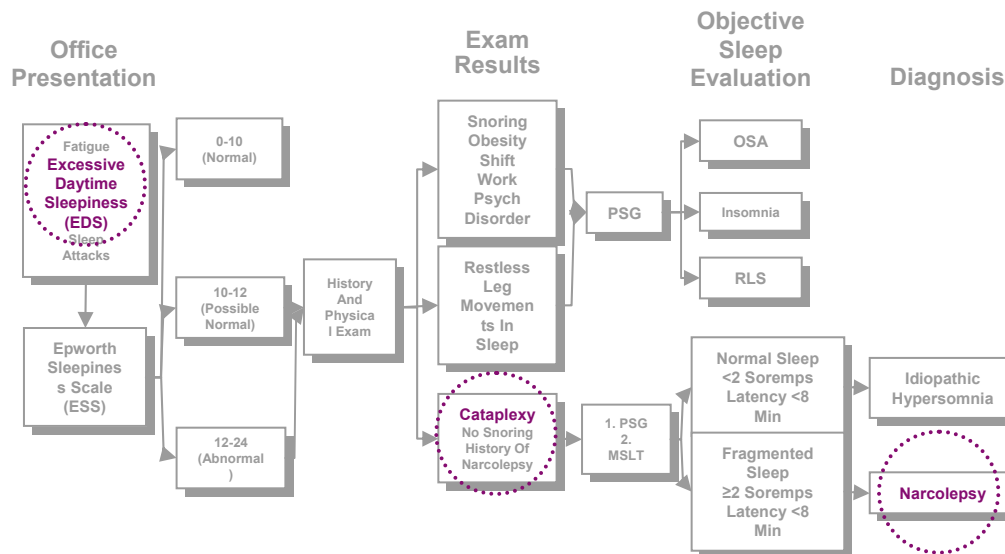 Office
Presentation
Exam
Results
Objective
Sleep
Evaluation
Diagnosis
Fatigue
Excessive
Daytime
Sleepiness
(EDS)
Sleep
Attacks
Epworth
Sleepines
s Scale
(ESS)
0-10
(Normal)
10-12
(Possible
Normal)
12-24
(Abnormal
)
History
And
Physica
l Exam
Snoring
Obesity
Shift
Work
Psych
Disorder
Restless
Leg
Movemen
ts In
Sleep
Cataplexy
No Snoring
History Of
Narcolepsy
PSG
1. PSG
2.
MSLT
OSA
Insomnia
RLS
Normal Sleep
<2 Soremps
Latency <8
Min
Fragmented
Sleep
≥2 Soremps
Latency <8
Min
Idiopathic
Hypersomnia
Narcolepsy